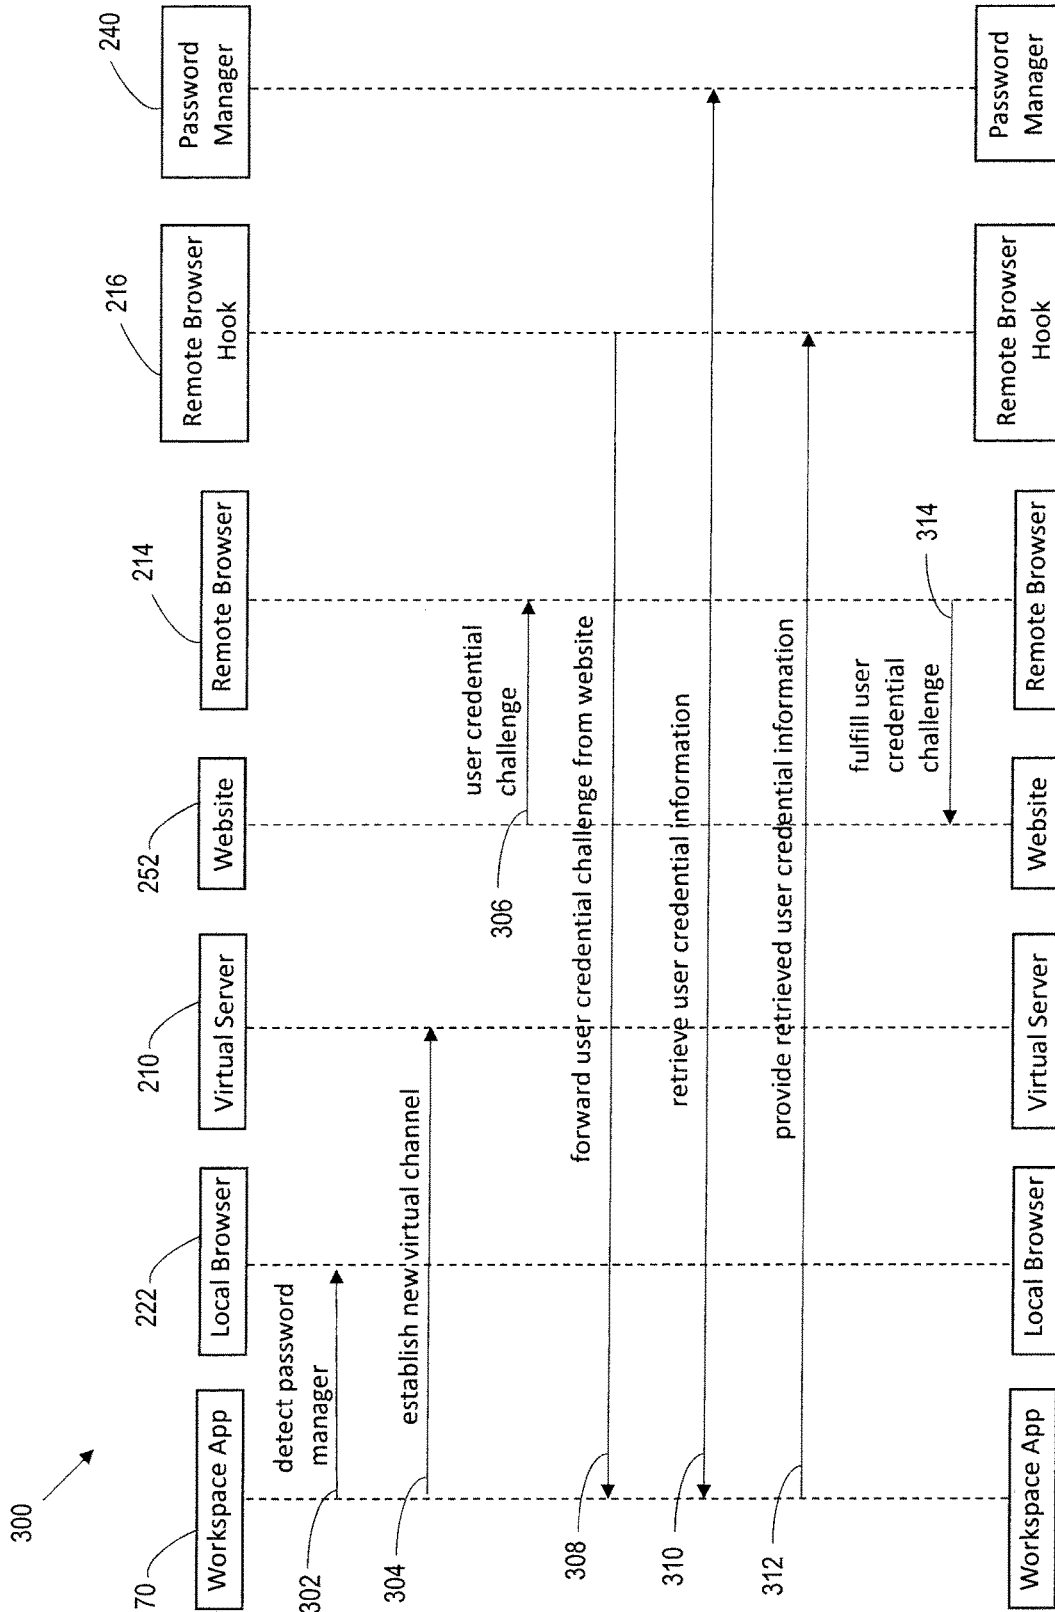 300
70
222
210
252
214
216
240
Workspace App
Local Browser
Virtual Server
Website
Remote Browser
Remote Browser
Hook
Password
Manager
302
detect password
manager
304
establish new virtual channel
306
user credential
challenge
308
forward user credential challenge from website
310
retrieve user credential information
312
provide retrieved user credential information
314
fulfill user
credential
challenge
Workspace App
Local Browser
Virtual Server
Website
Remote Browser
Remote Browser
Hook
Password
Manager